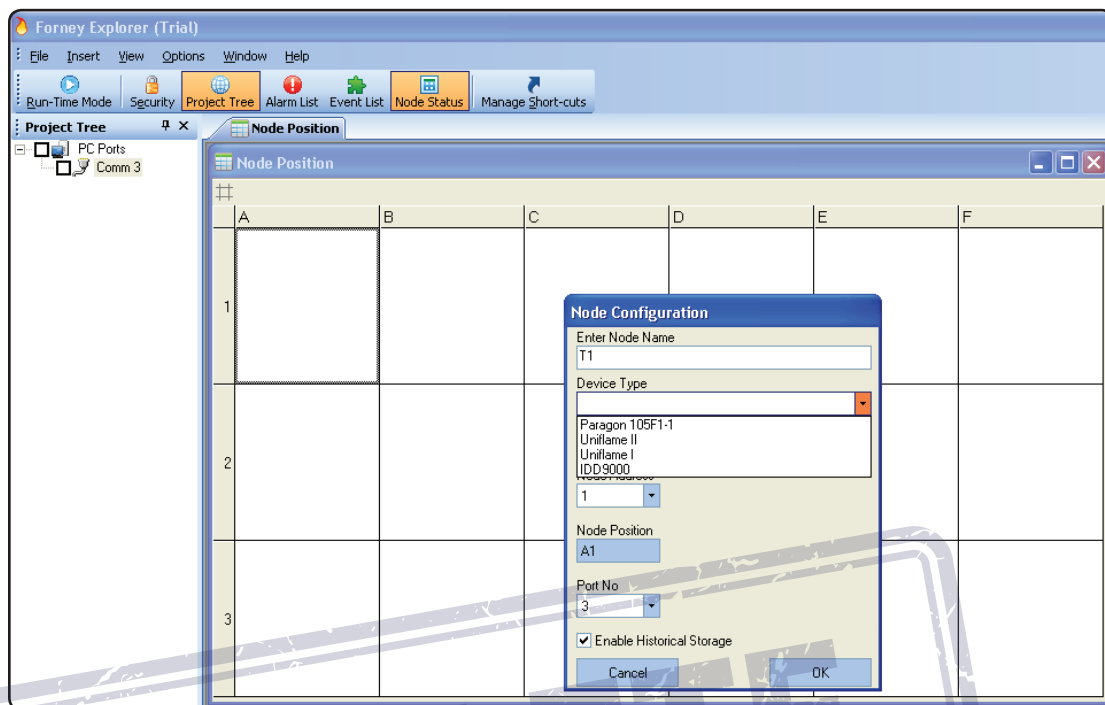 Forney Explorer (Trial)
File Insert View Options Window Help
Run-Time Mode Security Project Tree Alarm List Event List Node Status Manage Short-cuts
Project Tree
PC Ports
Comm 3
Node Position
Node Position
A B C D E F
1
2
3
Node Configuration
Enter Node Name
T1
Device Type
Paragon 105F1-1
Uniflame II
Uniflame I
IDD9000
Node Address
1
Node Position
A1
Port No
3
Enable Historical Storage
Cancel OK